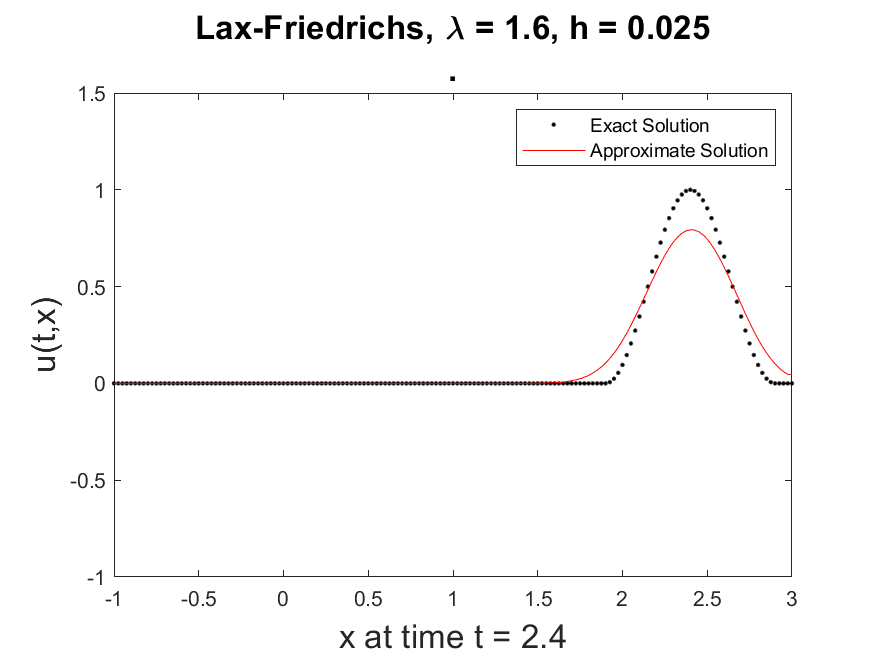 Lax-Friedrichs, λ = 1.6, h = 0.025
.
1.5
Exact Solution
Approximate Solution
1
0.5
0
-0.5
-1
u(t,x)
-1 -0.5 0 0.5 1 1.5 2 2.5 3
x at time t = 2.4